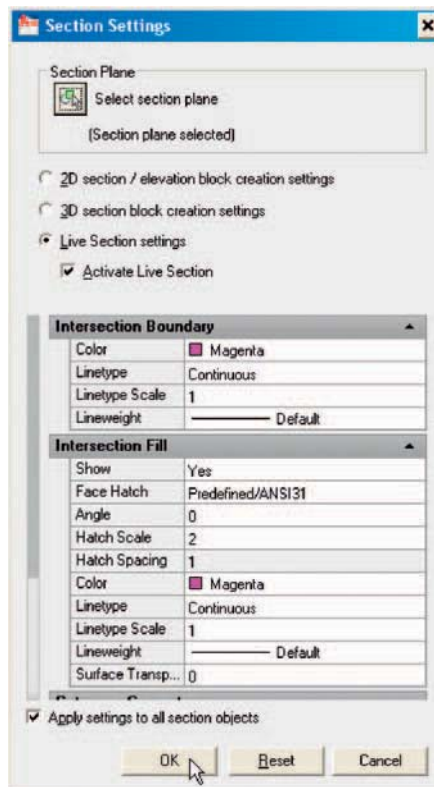 Section Settings
Section Plane
Select section plane
(Section plane selected)
2D section / elevation block creation settings
3D section block creation settings
Live Section settings
Activate Live Section
Intersection Boundary
Color Magenta
Linetype Continuous
Linetype Scale 1
Lineweight Default
Intersection Fill
Show Yes
Face Hatch Predefined/ANSI31
Angle 0
Hatch Scale 2
Hatch Spacing 1
Color Magenta
Linetype Continuous
Linetype Scale 1
Lineweight Default
Surface Transp... 0
Apply settings to all section objects
OK Reset Cancel